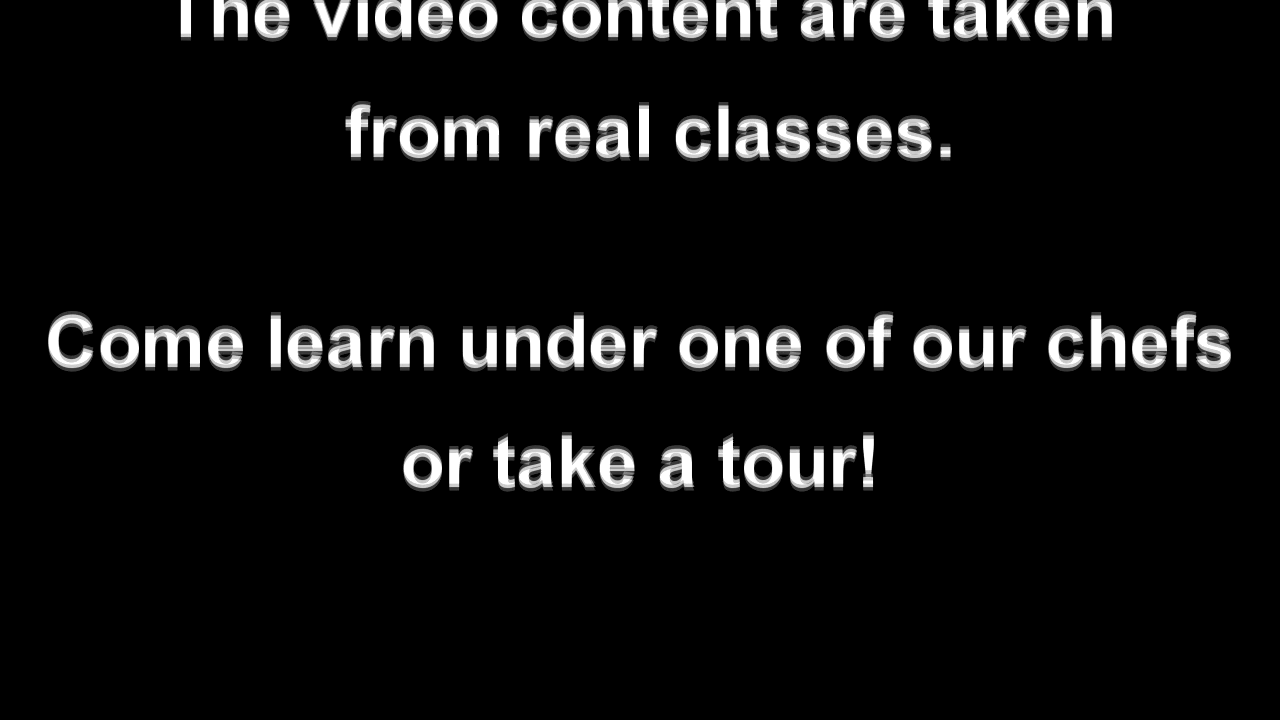 The video content are taken
from real classes.
Come learn under one of our chefs
or take a tour!